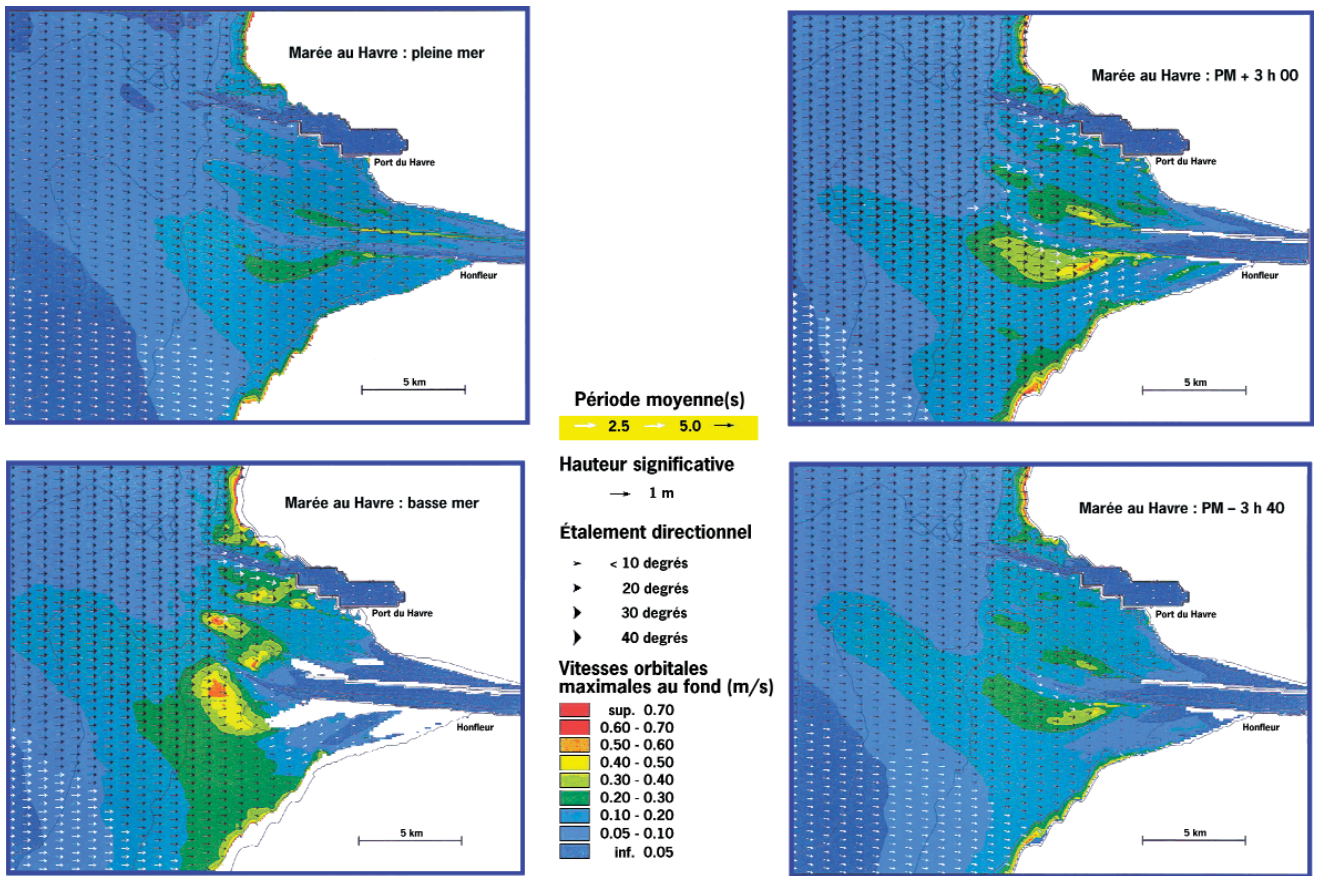 Marée au Havre : pleine mer
Port du Havre
Honfleur
5 km
Marée au Havre : PM + 3 h 00
Port du Havre
Honfleur
5 km
Période moyenne(s)
2.5 5.0
Hauteur significative
1 m
Étalement directionnel
< 10 degrés
20 degrés
30 degrés
40 degrés
Vitesses orbitales
maximales au fond (m/s)
sup. 0.70
0.60 - 0.70
0.50 - 0.60
0.40 - 0.50
0.30 - 0.40
0.20 - 0.30
0.10 - 0.20
0.05 - 0.10
inf. 0.05
Marée au Havre : basse mer
Port du Havre
Honfleur
5 km
Marée au Havre : PM – 3 h 40
Port du Havre
Honfleur
5 km